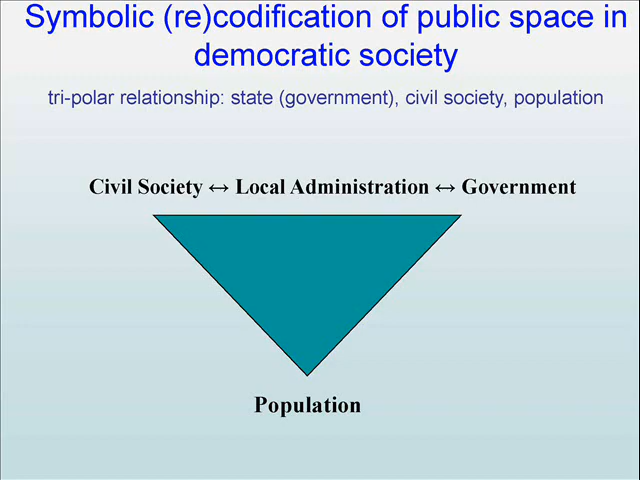 Symbolic (re)codification of public space in
democratic society
tri-polar relationship: state (government), civil society, population
Civil Society ↔ Local Administration ↔ Government
Population